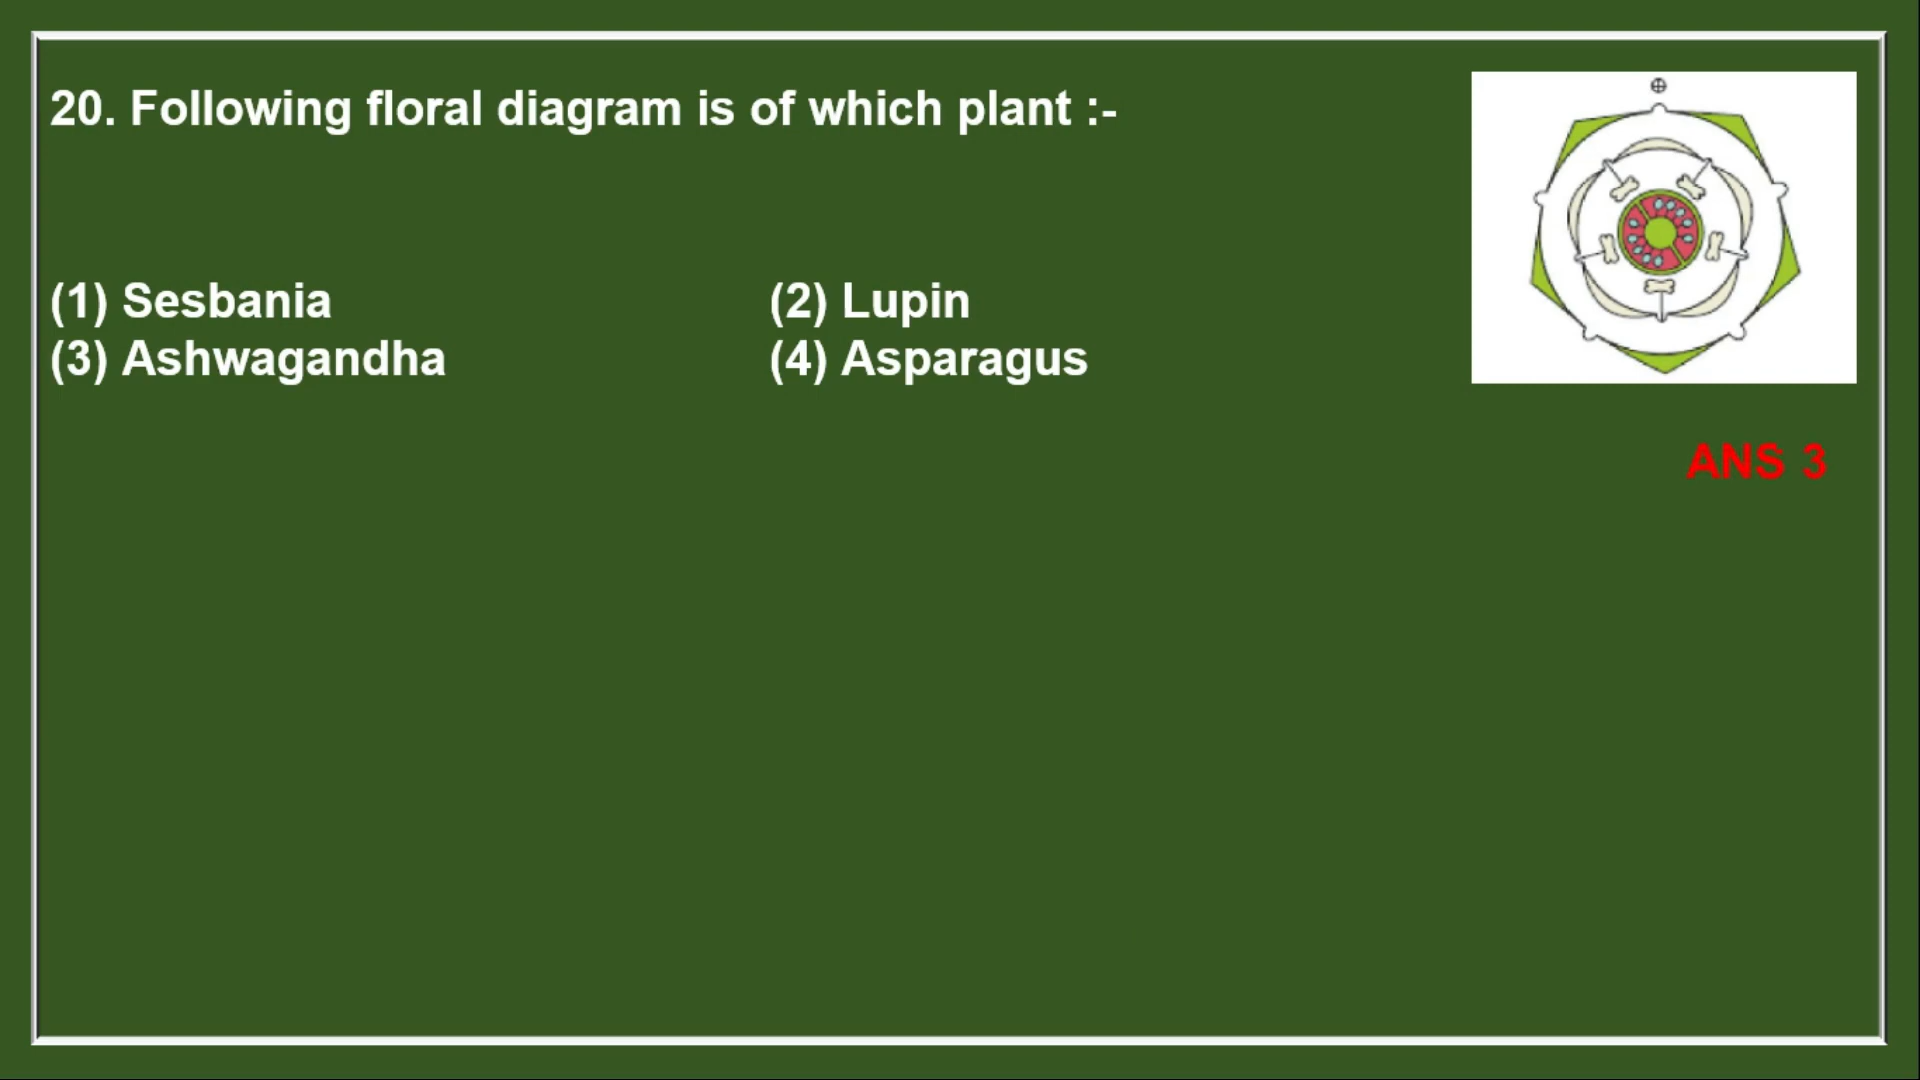 20. Following floral diagram is of which plant :-
(1) Sesbania (2) Lupin
(3) Ashwagandha (4) Asparagus
ANS 3